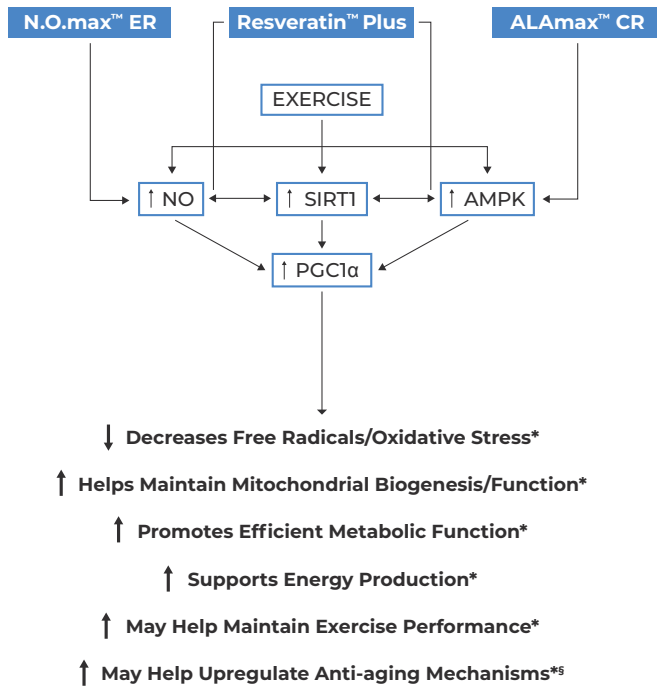 N.O.max™ ER
Resveratin™ Plus
ALAmax™ CR
EXERCISE
↑ NO
↑ SIRT1
↑ AMPK
↑ PGC1α
↓ Decreases Free Radicals/Oxidative Stress*
↑ Helps Maintain Mitochondrial Biogenesis/Function*
↑ Promotes Efficient Metabolic Function*
↑ Supports Energy Production*
↑ May Help Maintain Exercise Performance*
↑ May Help Upregulate Anti-aging Mechanisms*§